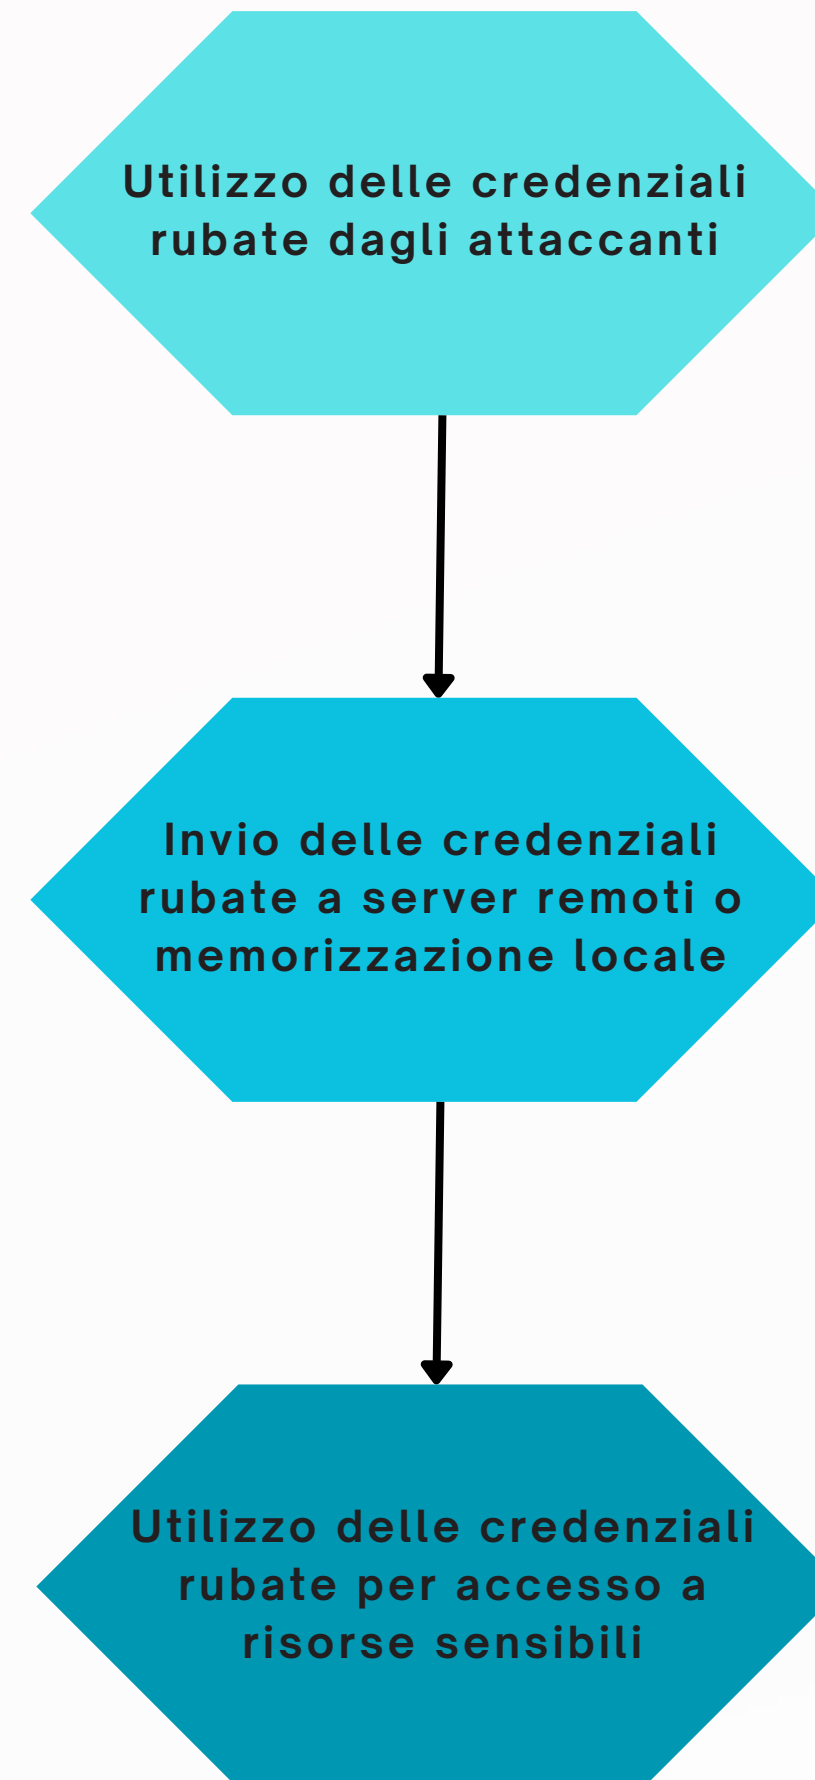 Utilizzo delle credenziali
rubate dagli attaccanti
Invio delle credenziali
rubate a server remoti o
memorizzazione locale
Utilizzo delle credenziali
rubate per accesso a
risorse sensibili